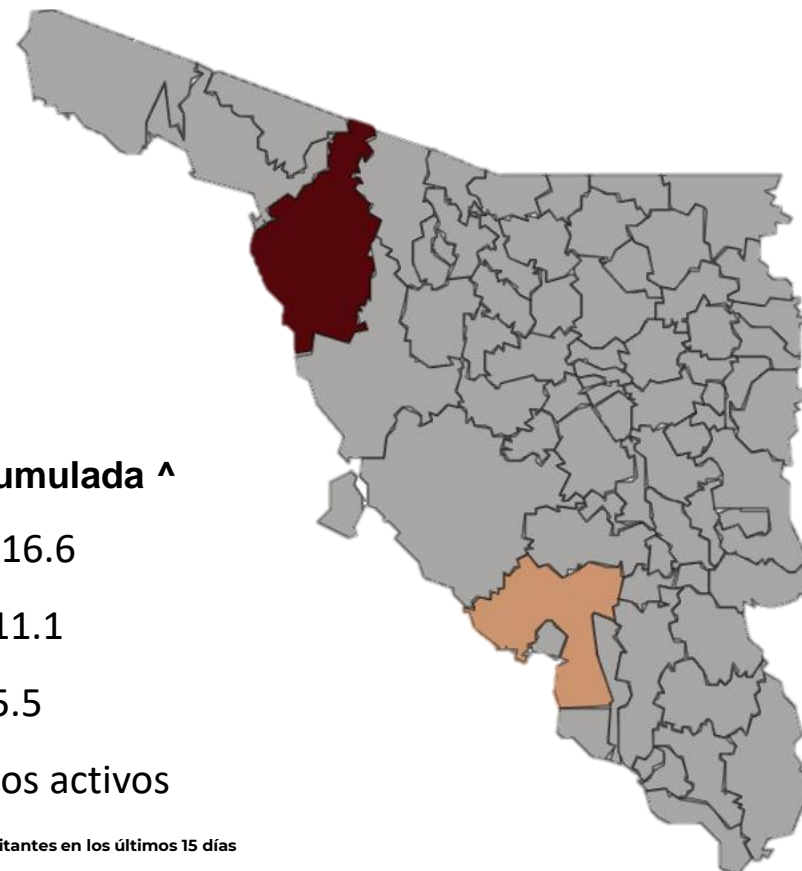 umulada ^
16.6
11.1
5.5
os activos
itantes en los últimos 15 días